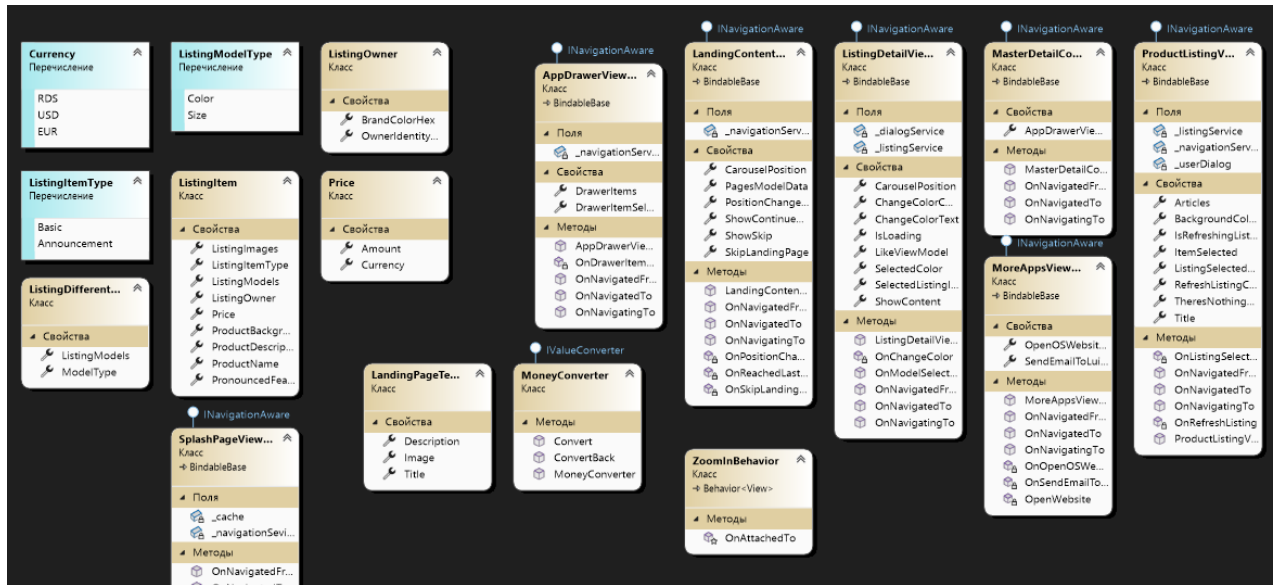 Currency
Перечисление
RDS
USD
EUR
ListingModelType
Перечисление
Color
Size
ListingOwner
Класс
Свойства
BrandColorHex
OwnerIdentity...
ListingItemType
Перечисление
Basic
Announcement
ListingItem
Класс
Свойства
ListingImages
ListingItemType
ListingModels
ListingOwner
Price
ProductBackgr...
ProductDescrip...
ProductName
PronouncedFea...
Price
Класс
Свойства
Amount
Currency
ListingDifferent...
Класс
Свойства
ListingModels
ModelType
INavigationAware
SplashPageView...
Класс
BindableBase
Поля
_cache
_navigationSevi...
Методы
OnNavigatedFr...
LandingPageTe...
Класс
Свойства
Description
Image
Title
INavigationAware
AppDrawerView...
Класс
BindableBase
Поля
_navigationServ...
Свойства
DrawerItems
DrawerItemSel...
Методы
AppDrawerVie...
OnDrawerItem...
OnNavigatedFr...
OnNavigatedTo
OnNavigatingTo
IValueConverter
MoneyConverter
Класс
Методы
Convert
ConvertBack
MoneyConverter
INavigationAware
LandingContent...
Класс
BindableBase
Поля
_navigationServ...
Свойства
CarouselPosition
PagesModelData
PositionChange...
ShowContinue...
ShowSkip
SkipLandingPage
Методы
LandingConten...
OnNavigatedFr...
OnNavigatedTo
OnNavigatingTo
OnPositionCha...
OnReachedLast...
OnSkipLanding...
ZoomInBehavior
Класс
Behavior<View>
Методы
OnAttachedTo
INavigationAware
ListingDetailVie...
Класс
BindableBase
Поля
_dialogService
_listingService
Свойства
CarouselPosition
ChangeColorC...
ChangeColorText
IsLoading
LikeViewModel
SelectedColor
SelectedListingI...
ShowContent
Методы
ListingDetailVie...
OnChangeColor
OnModelSelect...
OnNavigatedFr...
OnNavigatedTo
OnNavigatingTo
INavigationAware
MasterDetailCo...
Класс
BindableBase
Свойства
AppDrawerVie...
Методы
MasterDetailCo...
OnNavigatedFr...
OnNavigatedTo
OnNavigatingTo
INavigationAware
MoreAppsView...
Класс
BindableBase
Свойства
OpenOSWebsit...
SendEmailToLui...
Методы
MoreAppsView...
OnNavigatedFr...
OnNavigatedTo
OnNavigatingTo
OnOpenOSWe...
OnSendEmailTo...
OpenWebsite
INavigationAware
ProductListingV...
Класс
BindableBase
Поля
_listingService
_navigationServ...
_userDialog
Свойства
Articles
BackgroundCol...
IsRefreshingList...
ItemSelected
ListingSelected...
RefreshListingC...
TheresNothing...
Title
Методы
OnListingSelect...
OnNavigatedFr...
OnNavigatedTo
OnNavigatingTo
OnRefreshListing
ProductListingV...